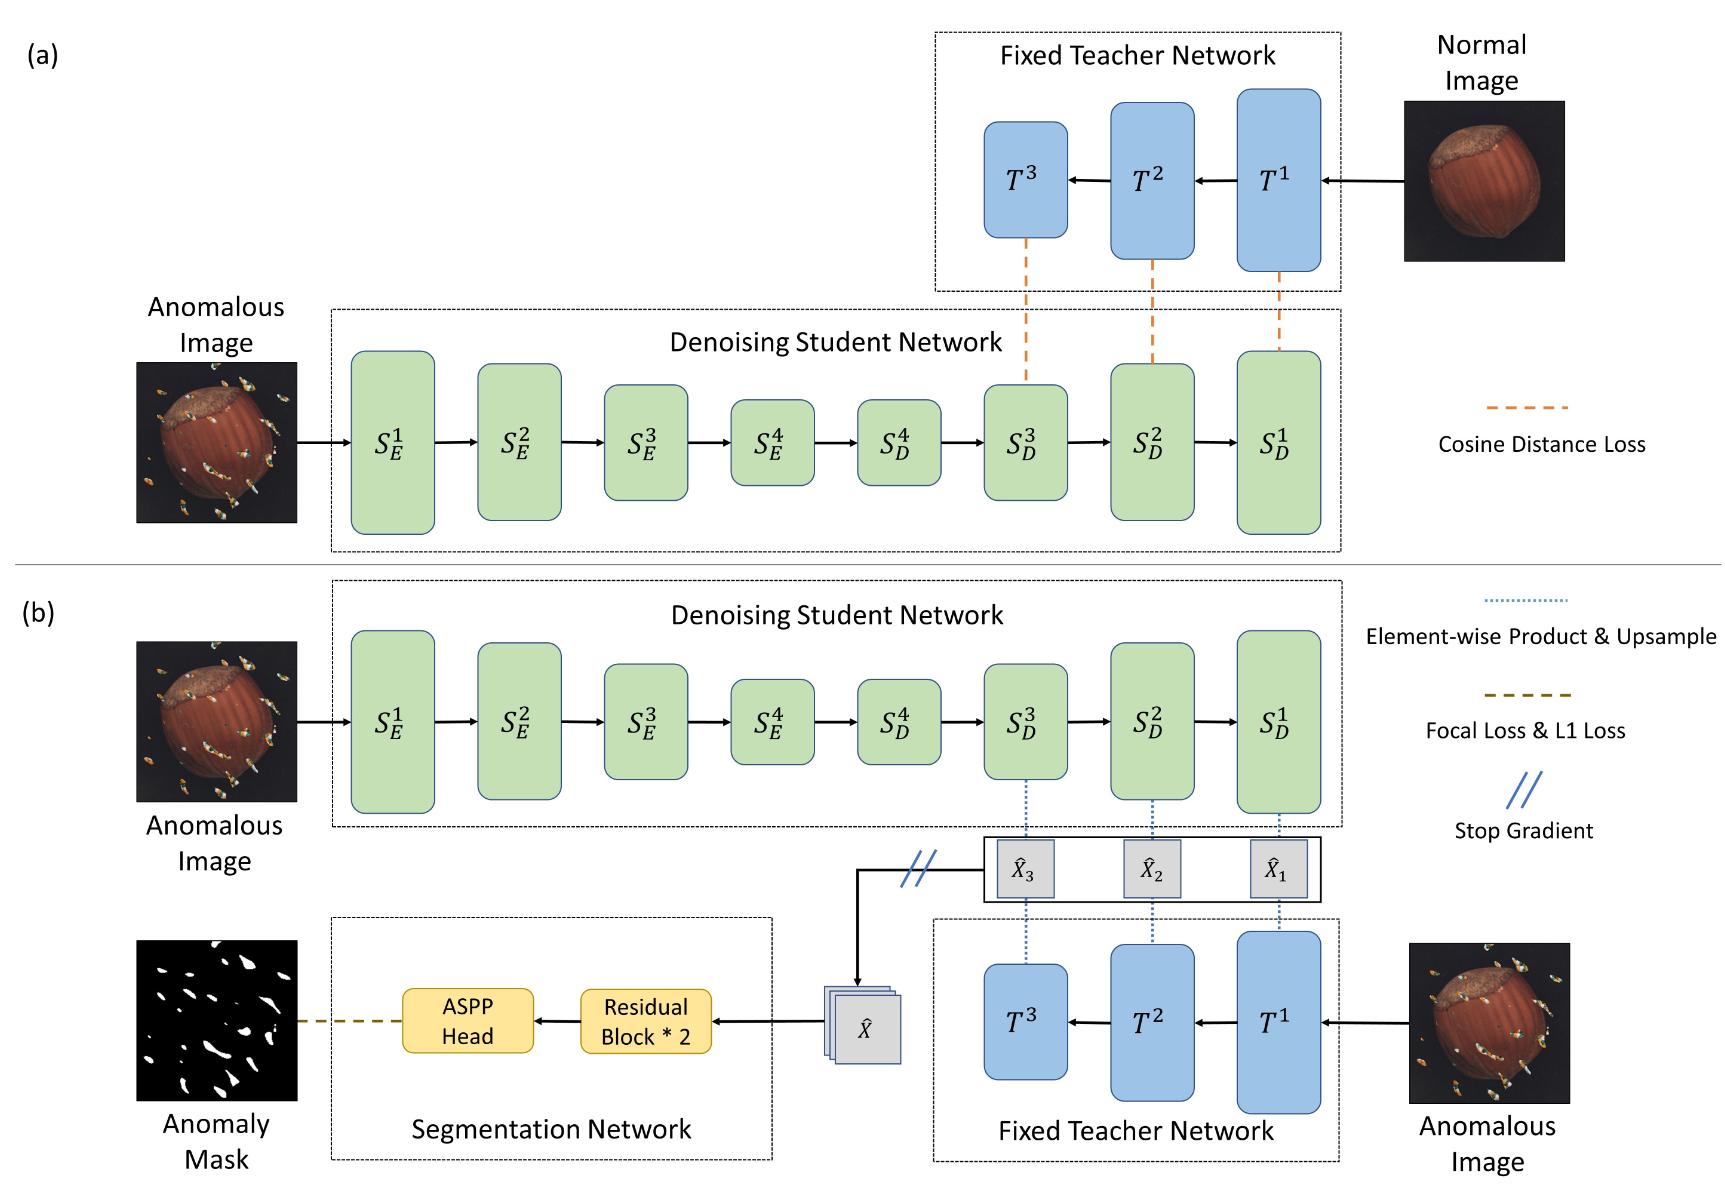 (a)
Fixed Teacher Network
Normal
Image
T^3
T^2
T^1
Anomalous
Image
Denoising Student Network
S_E^1
S_E^2
S_E^3
S_E^4
S_D^4
S_D^3
S_D^2
S_D^1
Cosine Distance Loss
(b)
Denoising Student Network
S_E^1
S_E^2
S_E^3
S_E^4
S_D^4
S_D^3
S_D^2
S_D^1
Element-wise Product & Upsample
Focal Loss & L1 Loss
Stop Gradient
Anomalous
Image
X̂_3
X̂_2
X̂_1
ASPP
Head
Residual
Block * 2
X̂
T^3
T^2
T^1
Segmentation Network
Fixed Teacher Network
Anomaly
Mask
Anomalous
Image